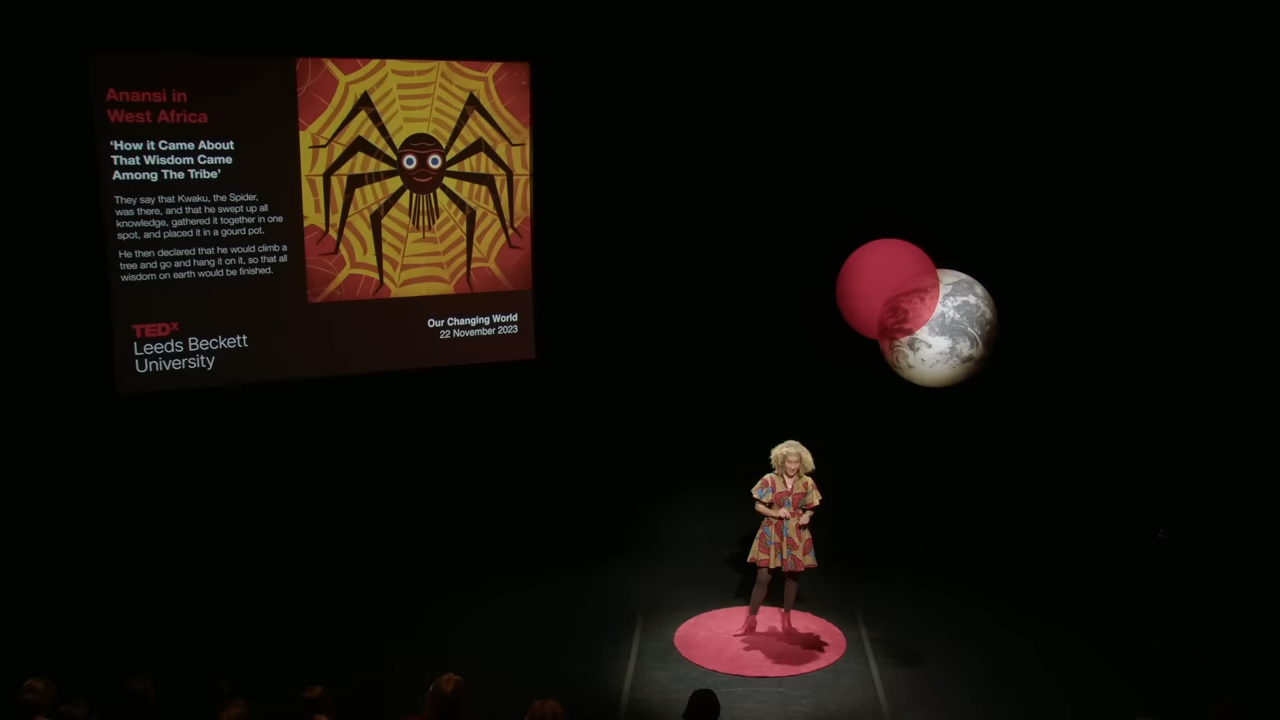 Anansi in
West Africa
‘How it Came About
That Wisdom Came
Among The Tribe’
They say that Kwaku, the Spider,
was there, and that he swept up all
knowledge, gathered it together in one
spot, and placed it in a gourd pot.
He then declared that he would climb a
tree and go and hang it on it, so that all
wisdom on earth would be finished.
TEDx
Leeds Beckett
University
Our Changing World
22 November 2023